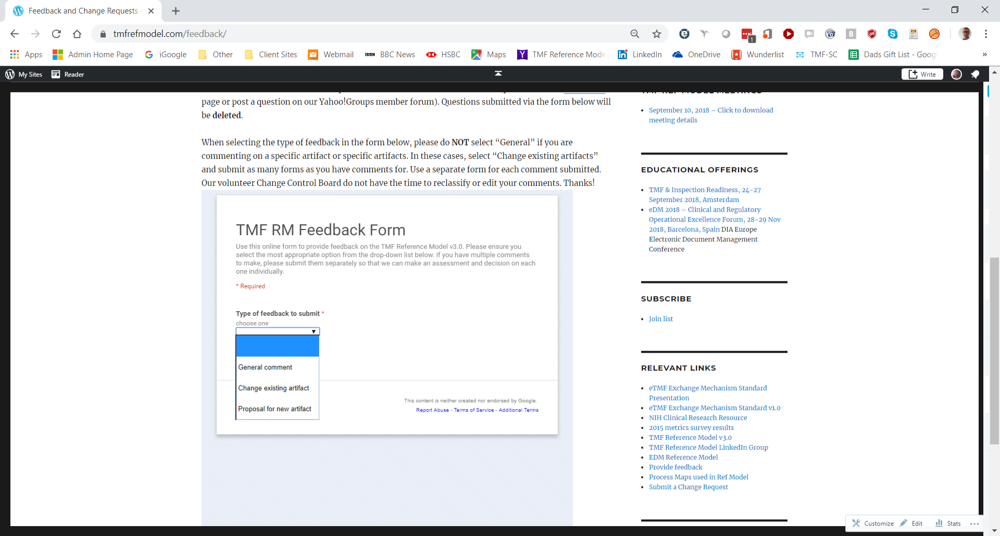 Feedback and Change Requests -
tmfrefmodel.com/feedback/
1
B
ABP
S
Apps
Admin Home Page
iGoogle
Other
Client Sites
Webmail
BBC News
HSBC
Maps
TMF Reference Mode
LinkedIn
OneDrive
Wunderlist
TMF-SC
Dads Gift List - Goog
»
My Sites
Reader
Write
page or post a question on our Yahoo!Groups member forum). Questions submitted via the form below will
be deleted.
When selecting the type of feedback in the form below, please do NOT select “General” if you are
commenting on a specific artifact or specific artifacts. In these cases, select “Change existing artifacts”
and submit as many forms as you have comments for. Use a separate form for each comment submitted.
Our volunteer Change Control Board do not have the time to reclassify or edit your comments. Thanks!
TMF RM Feedback Form
Use this online form to provide feedback on the TMF Reference Model v3.0. Please ensure you
select the most appropriate option from the drop-down list below. If you have multiple comments
to make, please submit them separately so that we can make an assessment and decision on each
one individually.
* Required
Type of feedback to submit *
choose one
General comment
Change existing artifact
Proposal for new artifact
This content is neither created nor endorsed by Google.
Report Abuse - Terms of Service - Additional Terms
TMF REF MODEL MEETINGS
• September 10, 2018 – Click to download
meeting details
EDUCATIONAL OFFERINGS
• TMF & Inspection Readiness, 24-27
September 2018, Amsterdam
• eDM 2018 – Clinical and Regulatory
Operational Excellence Forum, 28-29 Nov
2018, Barcelona, Spain DIA Europe
Electronic Document Management
Conference
SUBSCRIBE
• Join list
RELEVANT LINKS
• eTMF Exchange Mechanism Standard
Presentation
• eTMF Exchange Mechanism Standard v1.0
• NIH Clinical Research Resource
• 2015 metrics survey results
• TMF Reference Model v3.0
• TMF Reference Model LinkedIn Group
• EDM Reference Model
• Provide feedback
• Process Maps used in Ref Model
• Submit a Change Request
Customize
Edit
Stats